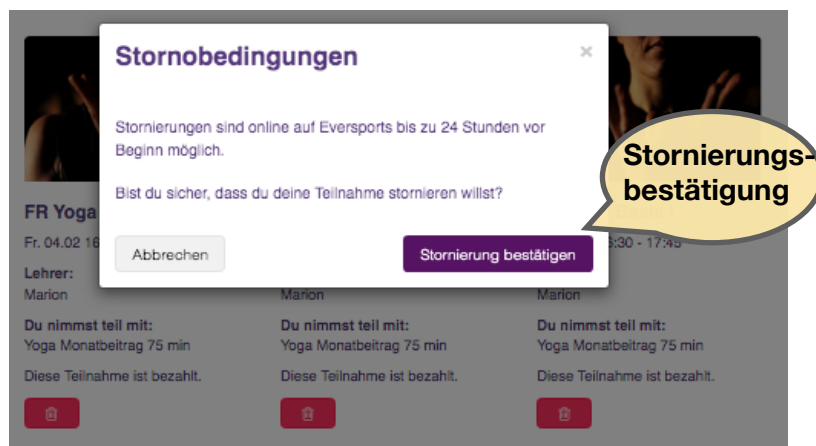 Stornobedingungen
×
Stornierungen sind online auf Eversports bis zu 24 Stunden vor
Beginn möglich.
Bist du sicher, dass du deine Teilnahme stornieren willst?
Abbrechen
Stornierung bestätigen
Stornierungs-
bestätigung
FR Yoga
Fr. 04.02 16
Lehrer:
Marion
Du nimmst teil mit:
Yoga Monatbeitrag 75 min
Diese Teilnahme ist bezahlt.
Marion
Du nimmst teil mit:
Yoga Monatbeitrag 75 min
Diese Teilnahme ist bezahlt.
:30 - 17:45
Marion
Du nimmst teil mit:
Yoga Monatbeitrag 75 min
Diese Teilnahme ist bezahlt.